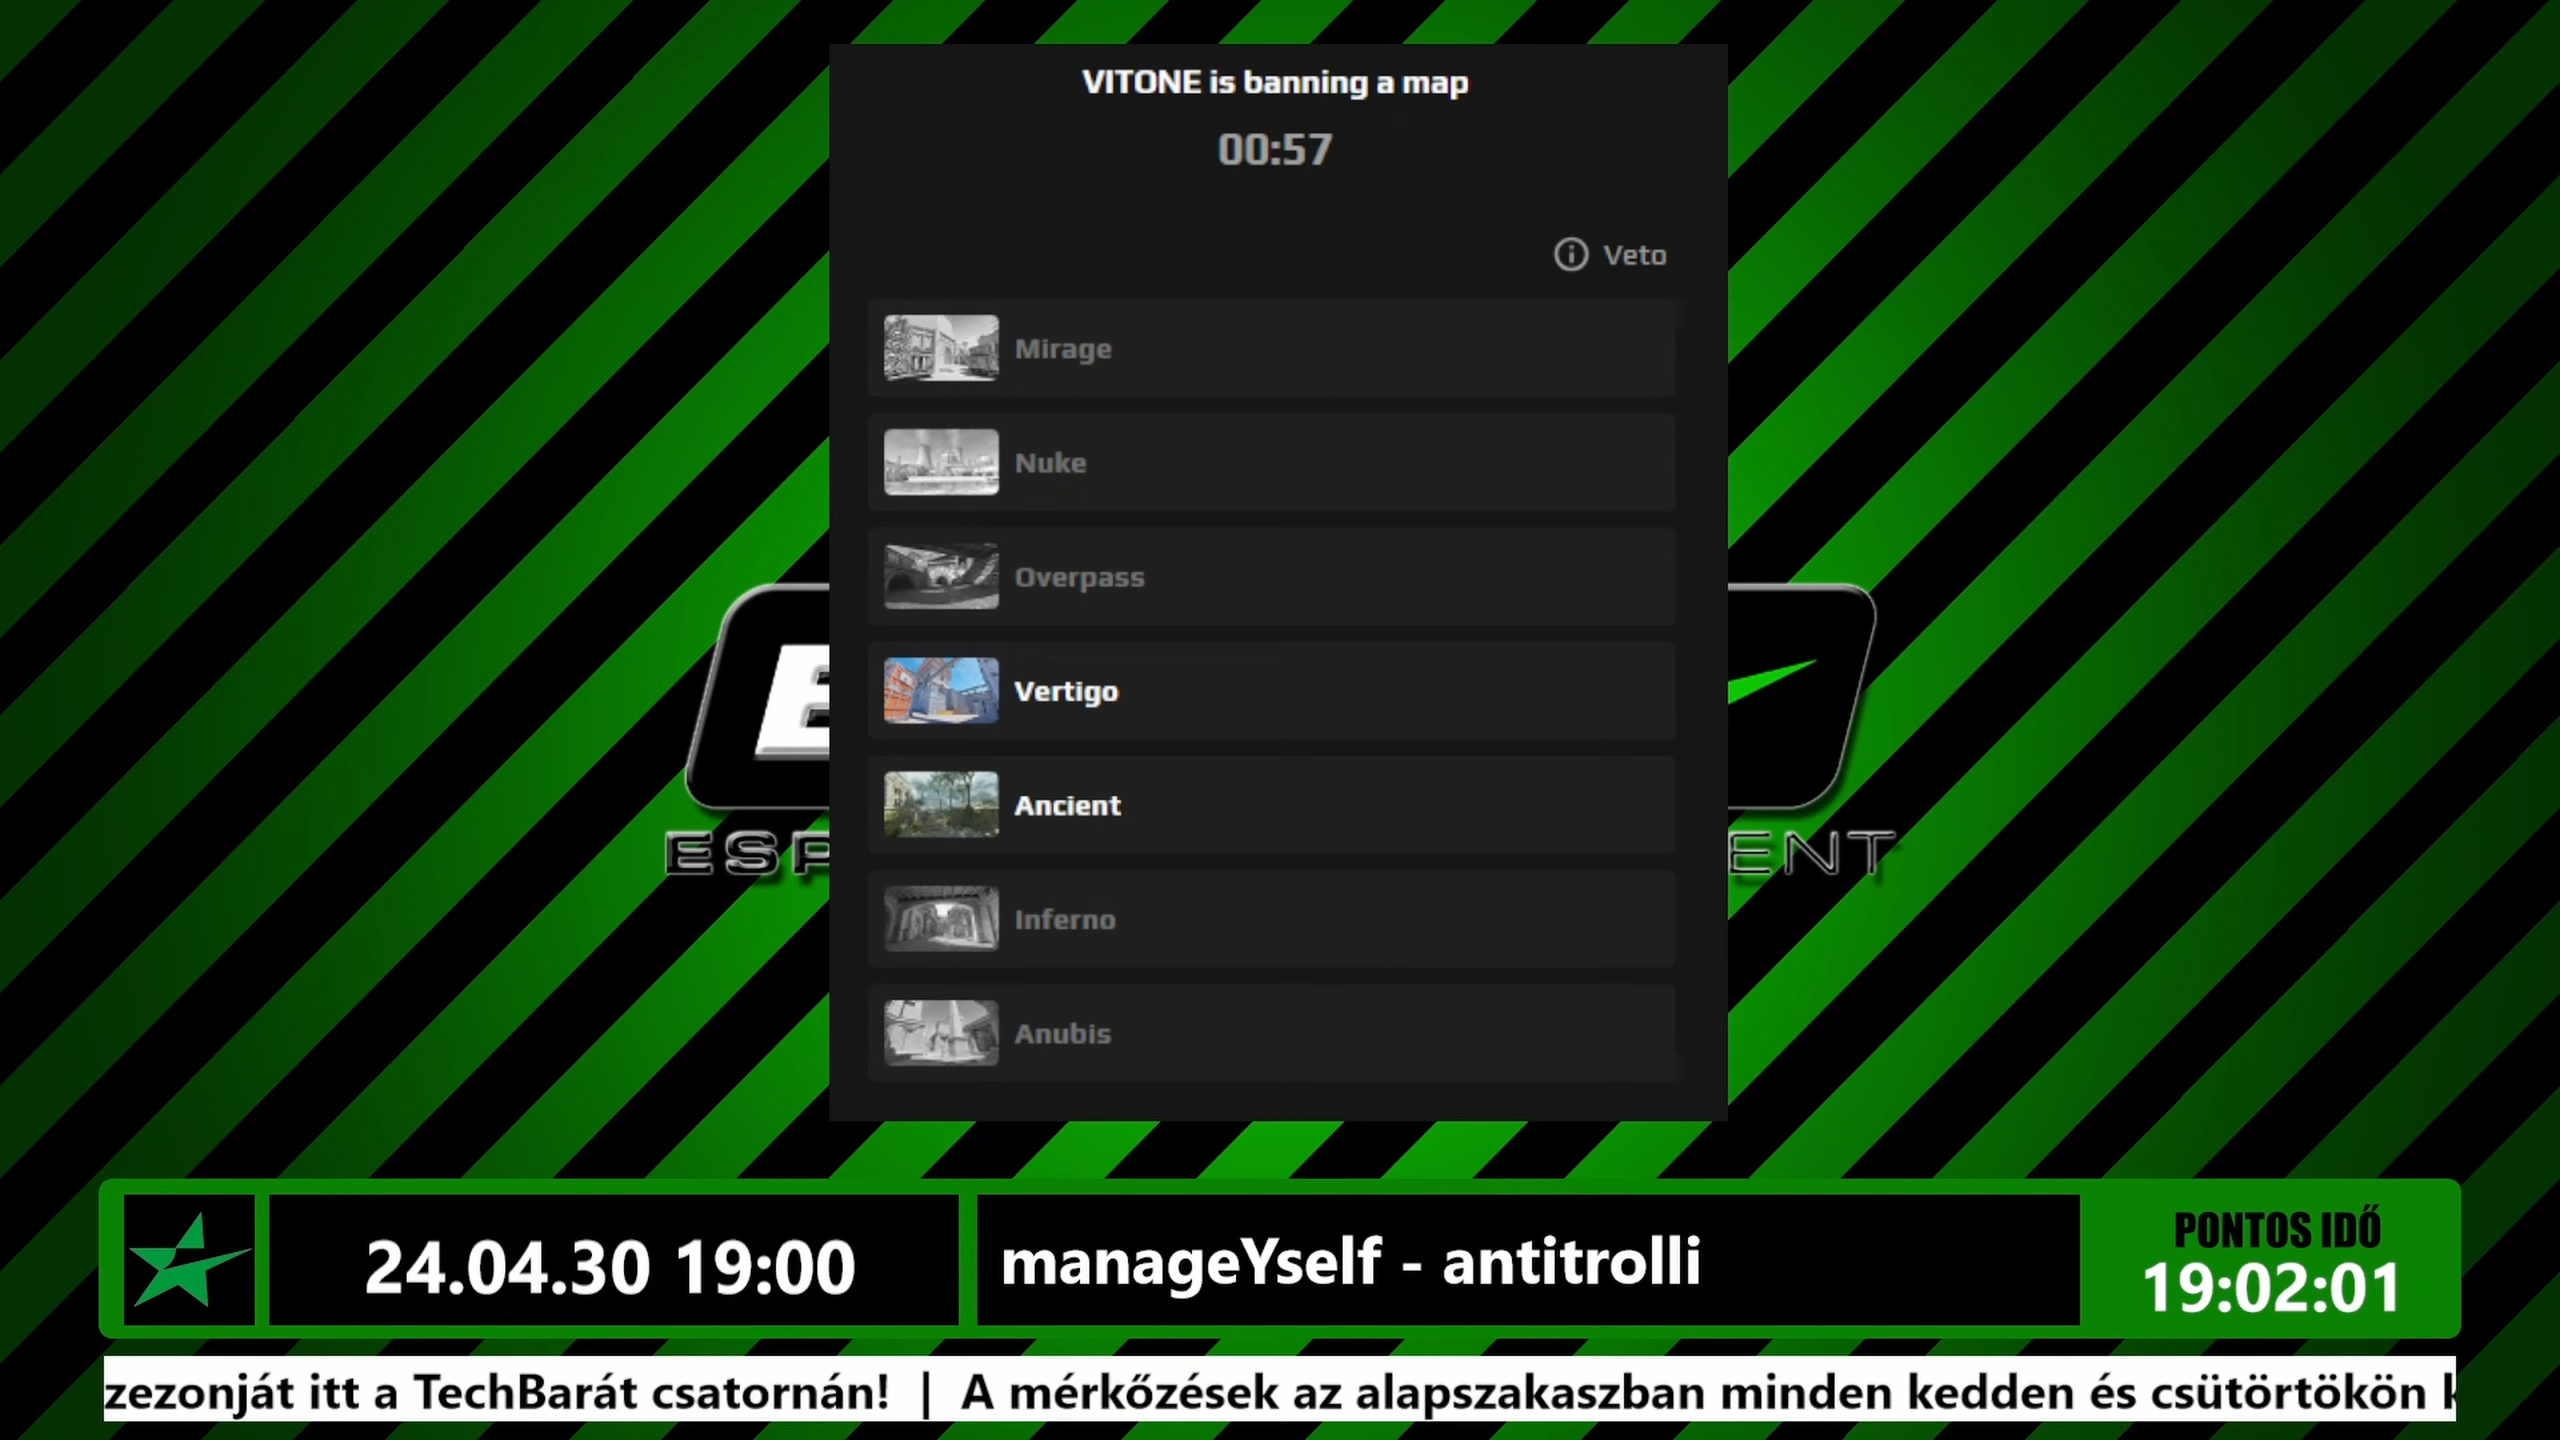 VITONE is banning a map
00:57
Veto
Mirage
Nuke
Overpass
Vertigo
Ancient
Inferno
Anubis
24.04.30 19:00
manageYself - antitrolli
PONTOS IDŐ
19:02:01
zezonját itt a TechBarát csatornán! | A mérkőzések az alapszakaszban minden kedden és csütörtökön